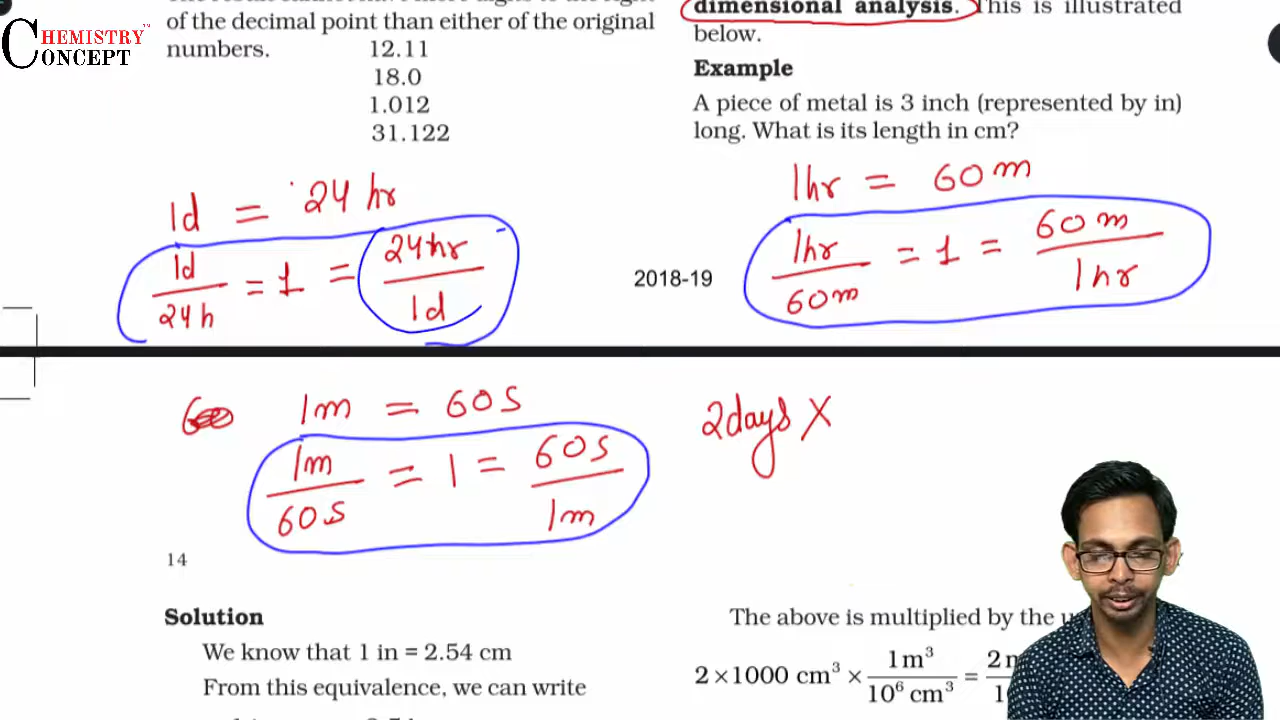 CHEMISTRY
CONCEPT
™
of the decimal point than either of the original
numbers. 12.11
18.0
1.012
31.122
1d = 24 hr
1d/24h = 1 = 24hr/1d
dimensional analysis. This is illustrated
below.
Example
A piece of metal is 3 inch (represented by in)
long. What is its length in cm?
1hr = 60m
1hr/60m = 1 = 60m/1hr
2018-19
1m = 60s
1m/60s = 1 = 60s/1m
2days X
14
Solution
We know that 1 in = 2.54 cm
From this equivalence, we can write
The above is multiplied by the
2 × 1000 cm³ × 1 m³/10⁶ cm³ =